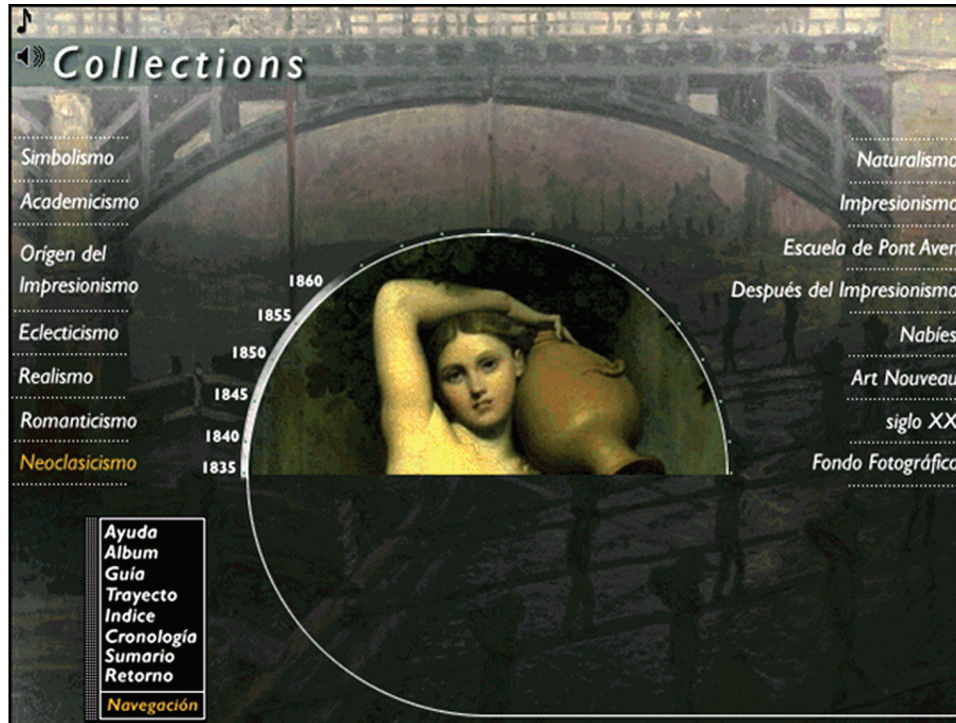 Collections
Simbolismo
Academicismo
Orígen del
Impresionismo
Eclecticismo
Realismo
Romanticismo
Neoclasicismo
1860
1855
1850
1845
1840
1835
Naturalismo
Impresionismo
Escuela de Pont Aven
Después del Impresionismo
Nabíes
Art Nouveau
siglo XX
Fondo Fotográfico
Ayuda
Album
Guía
Trayecto
Indice
Cronología
Sumario
Retorno
Navegación